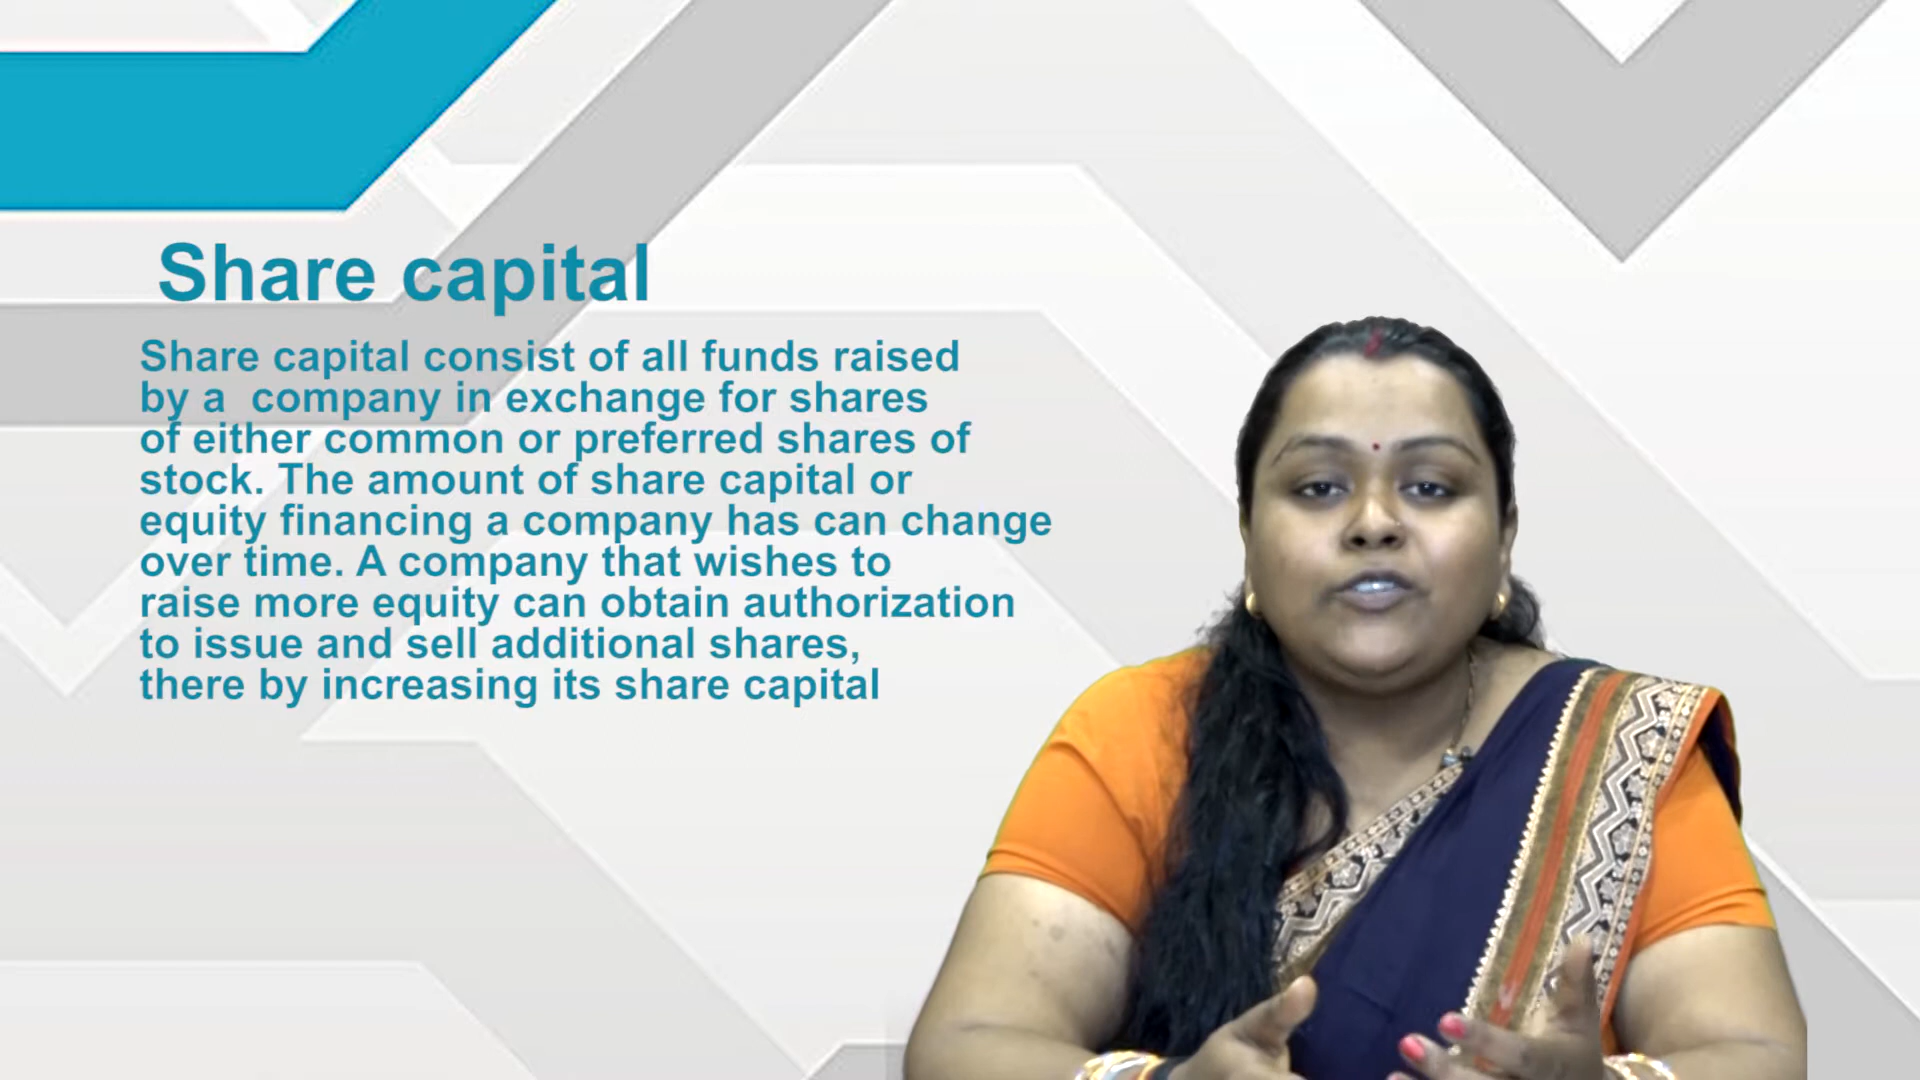 Share capital
Share capital consist of all funds raised
by a  company in exchange for shares
of either common or preferred shares of
stock. The amount of share capital or
equity financing a company has can change
over time. A company that wishes to
raise more equity can obtain authorization
to issue and sell additional shares,
there by increasing its share capital